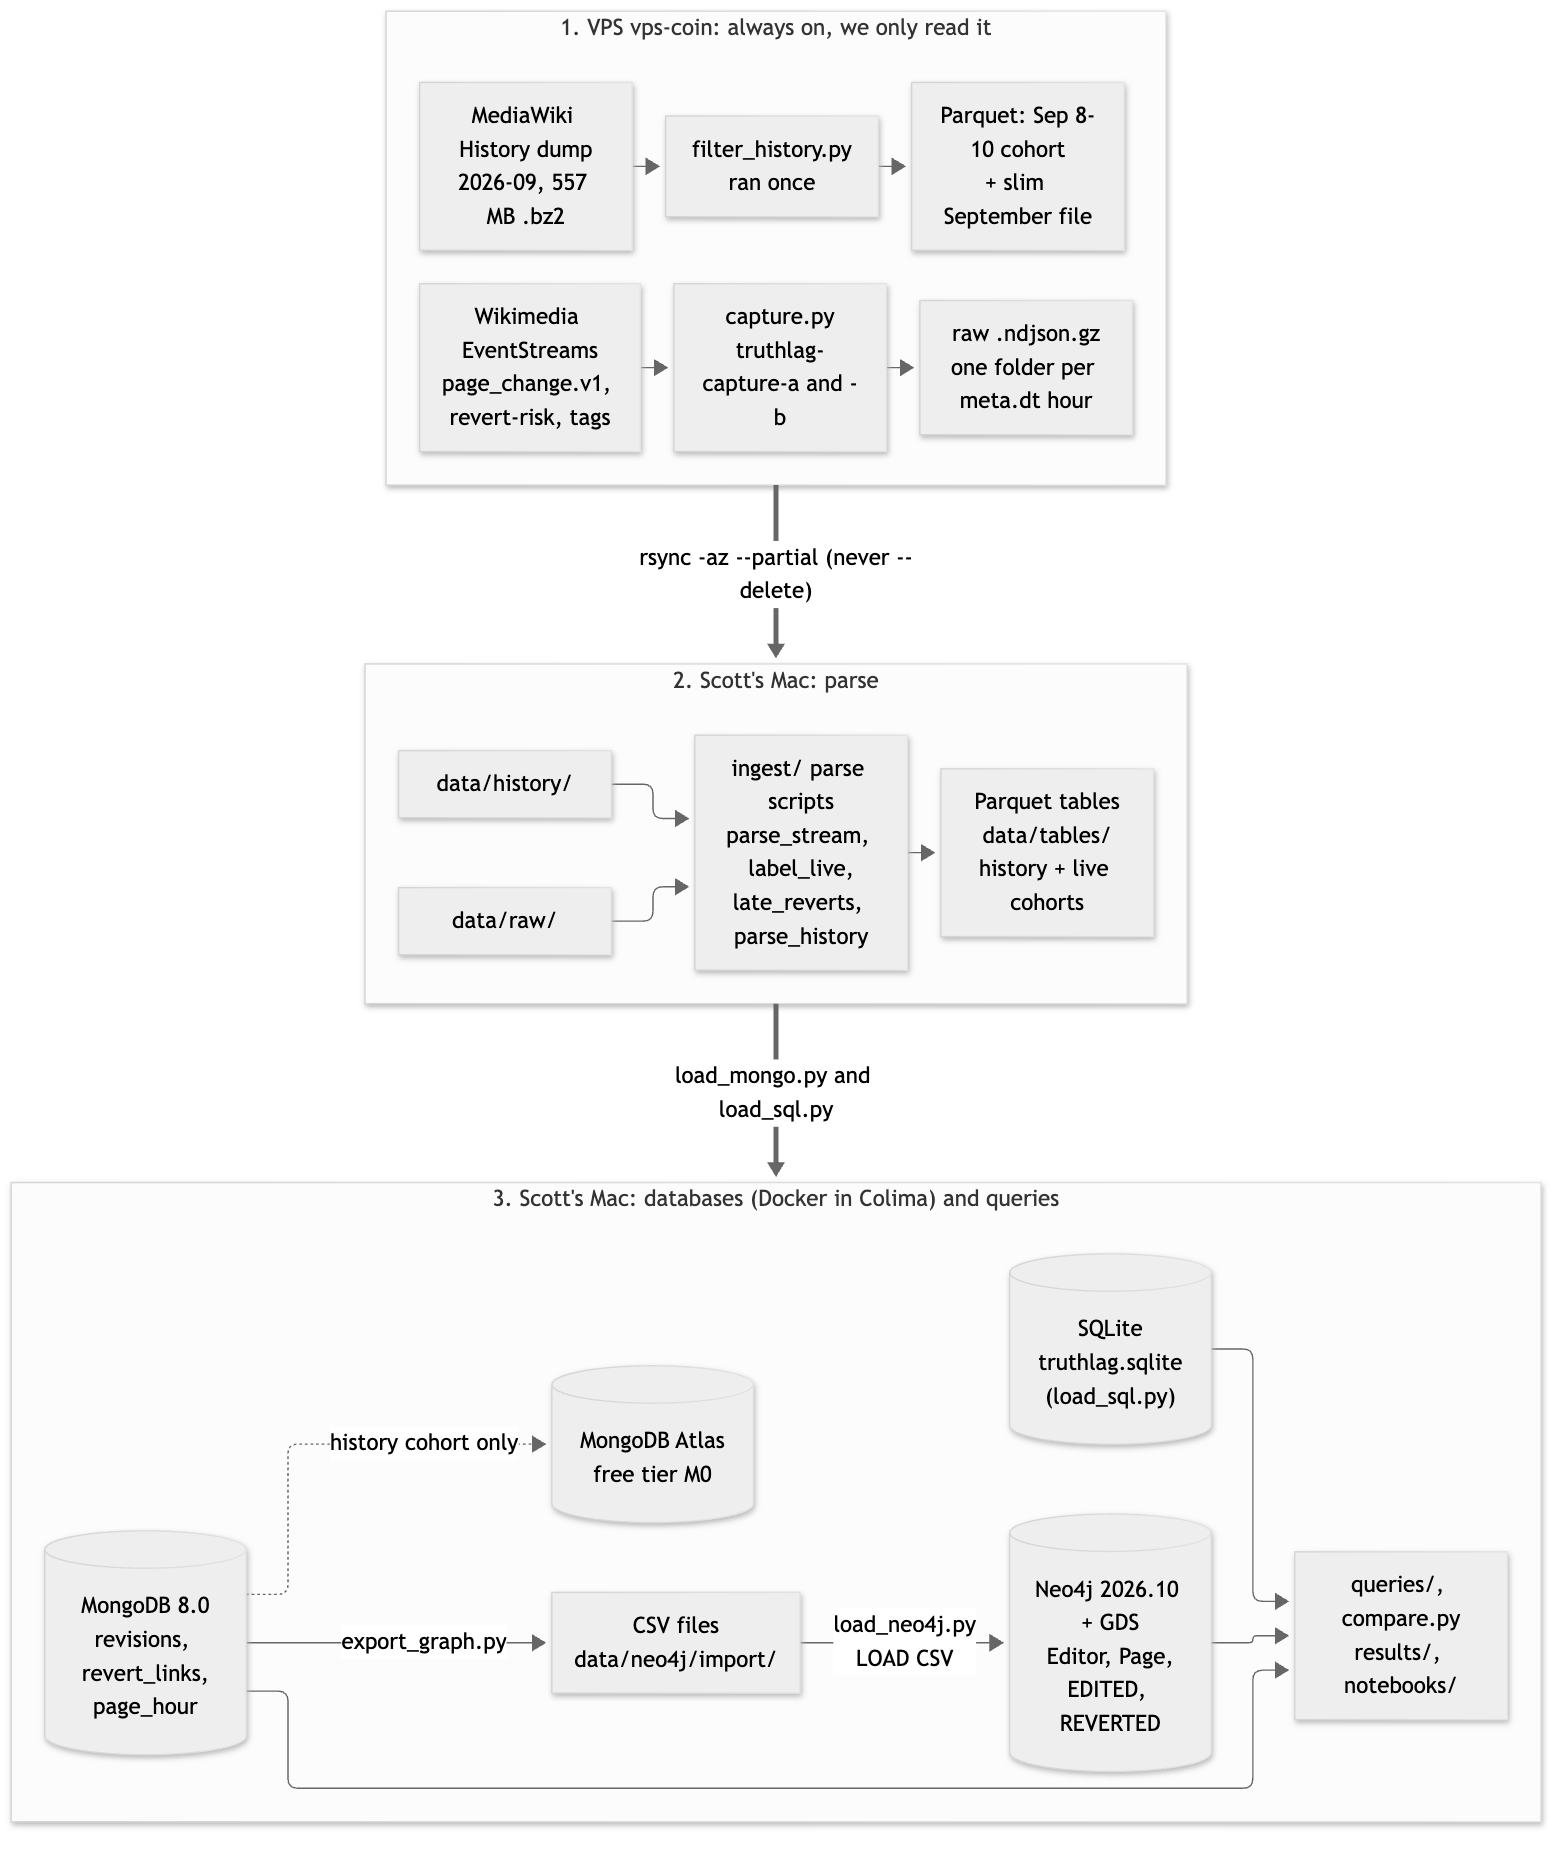 1. VPS vps-coin: always on, we only read it
MediaWiki
History dump
2026-09, 557
MB .bz2
filter_history.py
ran once
Parquet: Sep 8-
10 cohort
+ slim
September file
Wikimedia
EventStreams
page_change.v1,
revert-risk, tags
capture.py
truthlag-
capture-a and -
b
raw .ndjson.gz
one folder per
meta.dt hour
rsync -az --partial (never --
delete)
2. Scott's Mac: parse
data/history/
data/raw/
ingest/ parse
scripts
parse_stream,
label_live,
late_reverts,
parse_history
Parquet tables
data/tables/
history + live
cohorts
load_mongo.py and
load_sql.py
3. Scott's Mac: databases (Docker in Colima) and queries
SQLite
truthlag.sqlite
(load_sql.py)
history cohort only
MongoDB Atlas
free tier M0
MongoDB 8.0
revisions,
revert_links,
page_hour
export_graph.py
CSV files
data/neo4j/import/
load_neo4j.py
LOAD CSV
Neo4j 2026.10
+ GDS
Editor, Page,
EDITED,
REVERTED
queries/,
compare.py
results/,
notebooks/